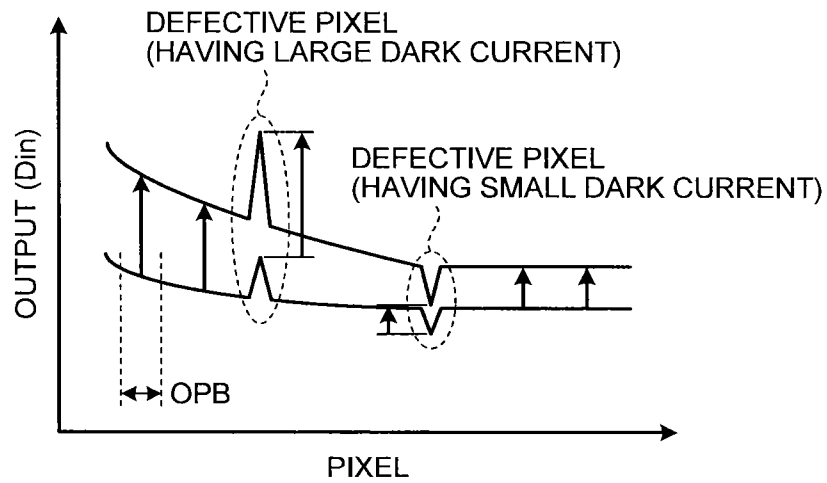 DEFECTIVE PIXEL
(HAVING LARGE DARK CURRENT)
DEFECTIVE PIXEL
(HAVING SMALL DARK CURRENT)
OUTPUT (Din)
OPB
PIXEL